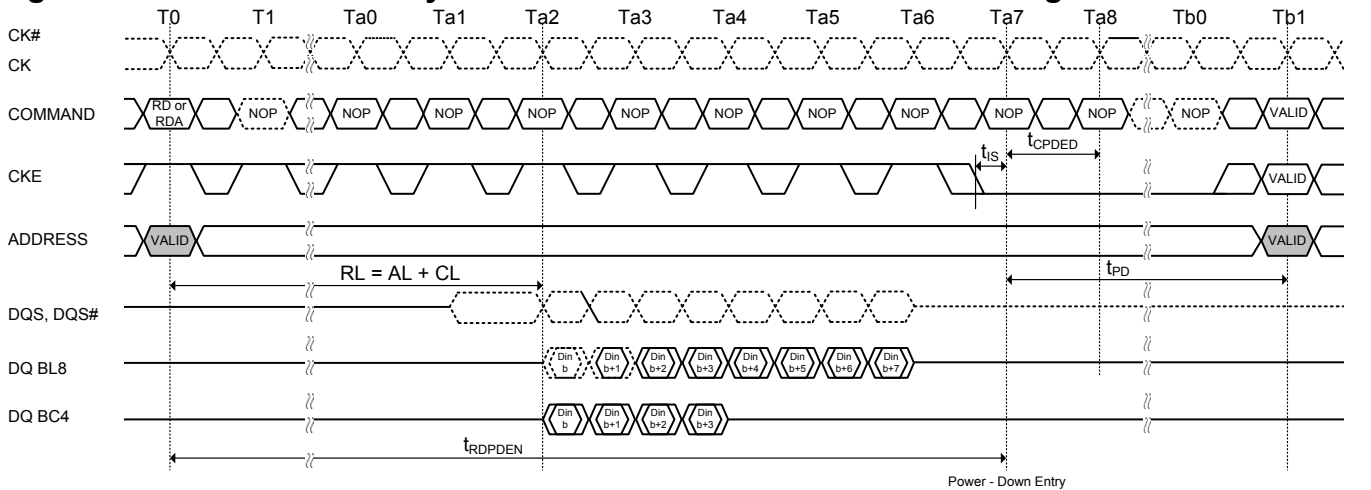 T0 T1 Ta0 Ta1 Ta2 Ta3 Ta4 Ta5 Ta6 Ta7 Ta8 Tb0 Tb1
CK#
CK
COMMAND RD or RDA NOP NOP NOP NOP NOP NOP NOP NOP NOP NOP NOP VALID
tIS tCPDED
CKE VALID
ADDRESS VALID VALID
RL = AL + CL tPD
DQS, DQS#
DQ BL8 Din b Din b+1 Din b+2 Din b+3 Din b+4 Din b+5 Din b+6 Din b+7
DQ BC4 Din b Din b+1 Din b+2 Din b+3
tRDPDEN
Power - Down Entry